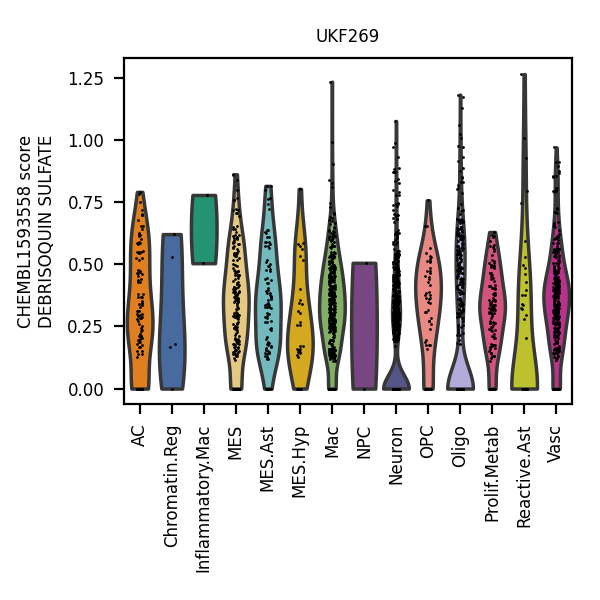 UKF269
CHEMBL1593558 score
DEBRISOQUIN SULFATE
1.25
1.00
0.75
0.50
0.25
0.00
AC
Chromatin.Reg
Inflammatory.Mac
MES
MES.Ast
MES.Hyp
Mac
NPC
Neuron
OPC
Oligo
Prolif.Metab
Reactive.Ast
Vasc